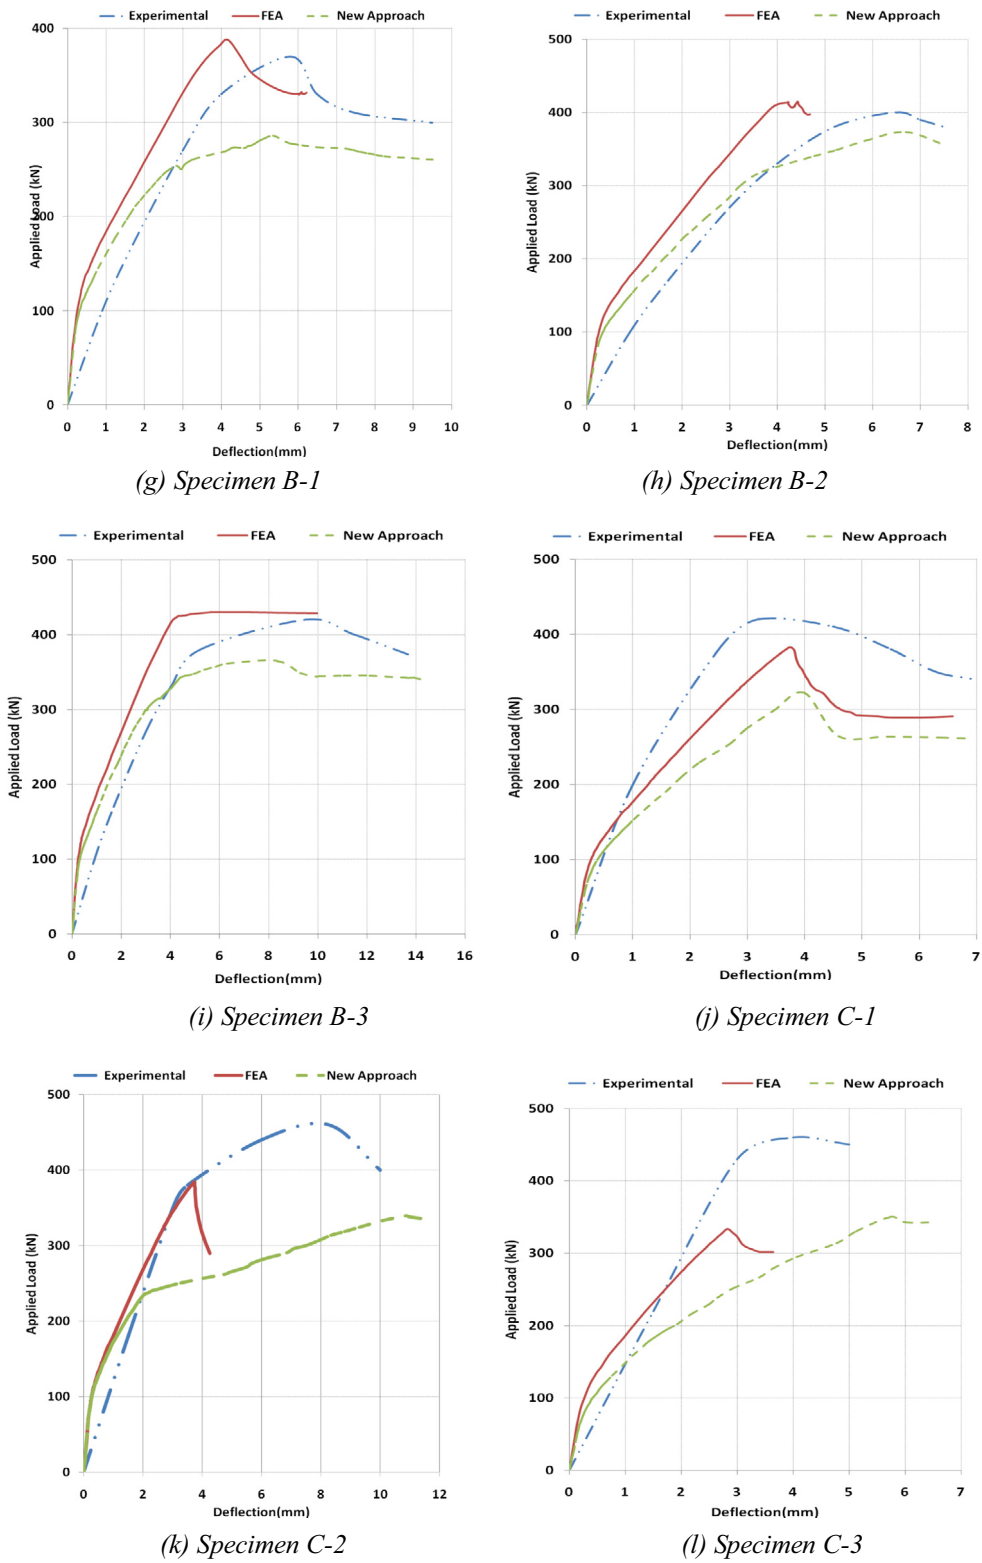 Experimental FEA New Approach
400
300
200
100
0
Applied Load (kN)
0 1 2 3 4 5 6 7 8 9 10
Deflection(mm)
(g) Specimen B-1
Experimental FEA New Approach
500
400
300
200
100
0
Applied Load (kN)
0 1 2 3 4 5 6 7 8
Deflection(mm)
(h) Specimen B-2
Experimental FEA New Approach
500
400
300
200
100
0
Applied Load (kN)
0 2 4 6 8 10 12 14 16
Deflection(mm)
(i) Specimen B-3
Experimental FEA New Approach
500
400
300
200
100
0
Applied Load (kN)
0 1 2 3 4 5 6 7
Deflection(mm)
(j) Specimen C-1
Experimental FEA New Approach
500
400
300
200
100
0
Applied Load (kN)
0 2 4 6 8 10 12
Deflection(mm)
(k) Specimen C-2
Experimental FEA New Approach
500
400
300
200
100
0
Applied Load (kN)
0 1 2 3 4 5 6 7
Deflection(mm)
(l) Specimen C-3